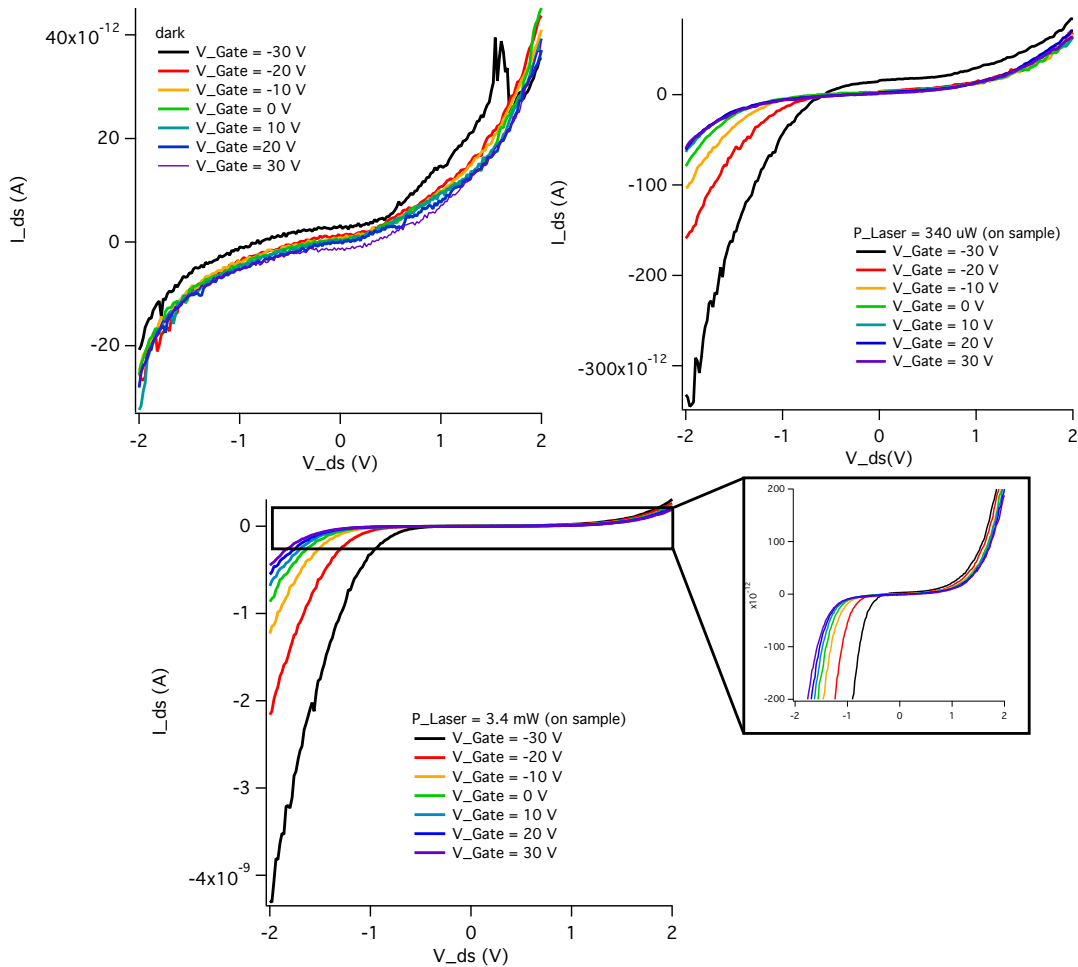 40x10-12
20
0
-20
I_ds (A)
dark
V_Gate = -30 V
V_Gate = -20 V
V_Gate = -10 V
V_Gate = 0 V
V_Gate = 10 V
V_Gate =20 V
V_Gate = 30 V
-2 -1 0 1 2
V_ds (V)
0
-100
-200
-300x10-12
I_ds (A)
P_Laser = 340 uW (on sample)
V_Gate = -30 V
V_Gate = -20 V
V_Gate = -10 V
V_Gate = 0 V
V_Gate = 10 V
V_Gate = 20 V
V_Gate = 30 V
-2 -1 0 1 2
V_ds(V)
0
-1
-2
-3
-4x10-9
I_ds (A)
P_Laser = 3.4 mW (on sample)
V_Gate = -30 V
V_Gate = -20 V
V_Gate = -10 V
V_Gate = 0 V
V_Gate = 10 V
V_Gate = 20 V
V_Gate = 30 V
-2 -1 0 1 2
V_ds (V)
200
100
0
-100
-200
x10-12
-2 -1 0 1 2